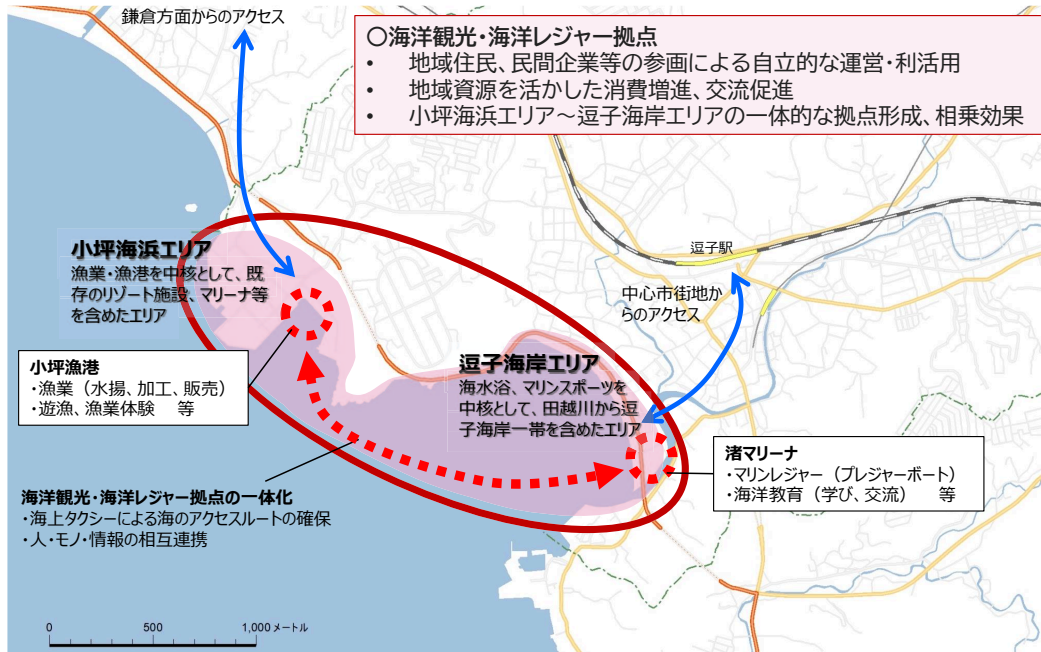 鎌倉方面からのアクセス
○海洋観光・海洋レジャー拠点
• 地域住民、民間企業等の参画による自立的な運営・利活用
• 地域資源を活かした消費増進、交流促進
• 小坪海浜エリア～逗子海岸エリアの一体的な拠点形成、相乗効果
小坪海浜エリア
漁業・漁港を中核として、既
存のリゾート施設、マリーナ等
を含めたエリア
逗子駅
中心市街地か
らのアクセス
小坪漁港
・漁業（水揚、加工、販売）
・遊漁、漁業体験　等
逗子海岸エリア
海水浴、マリンスポーツを
中核として、田越川から逗
子海岸一帯を含めたエリア
渚マリーナ
・マリンレジャー（プレジャーボート）
・海洋教育（学び、交流）　等
海洋観光・海洋レジャー拠点の一体化
・海上タクシーによる海のアクセスルートの確保
・人・モノ・情報の相互連携
0 500 1,000 メートル